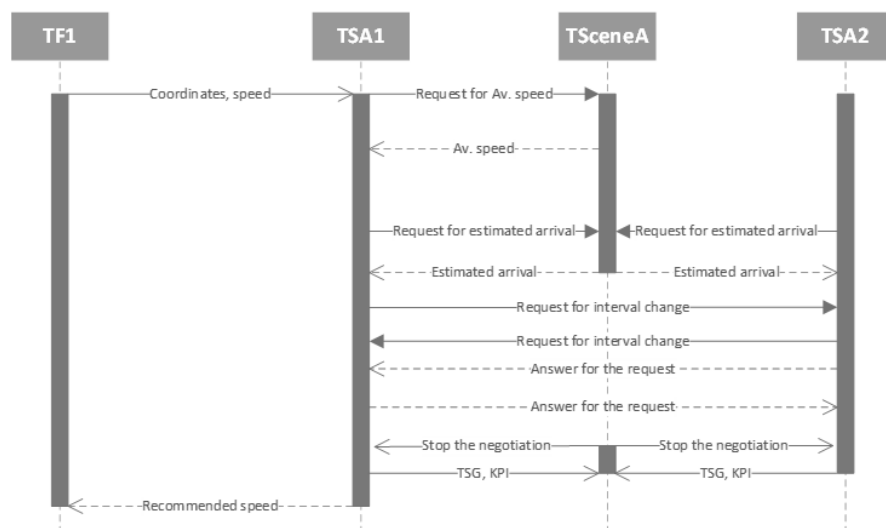 TF1 TSA1 TSceneA TSA2
Coordinates, speed Request for Av. speed
Av. speed
Request for estimated arrival Request for estimated arrival
Estimated arrival Estimated arrival
Request for interval change
Request for interval change
Answer for the request
Answer for the request
Stop the negotiation Stop the negotiation
TSG, KPI TSG, KPI
Recommended speed